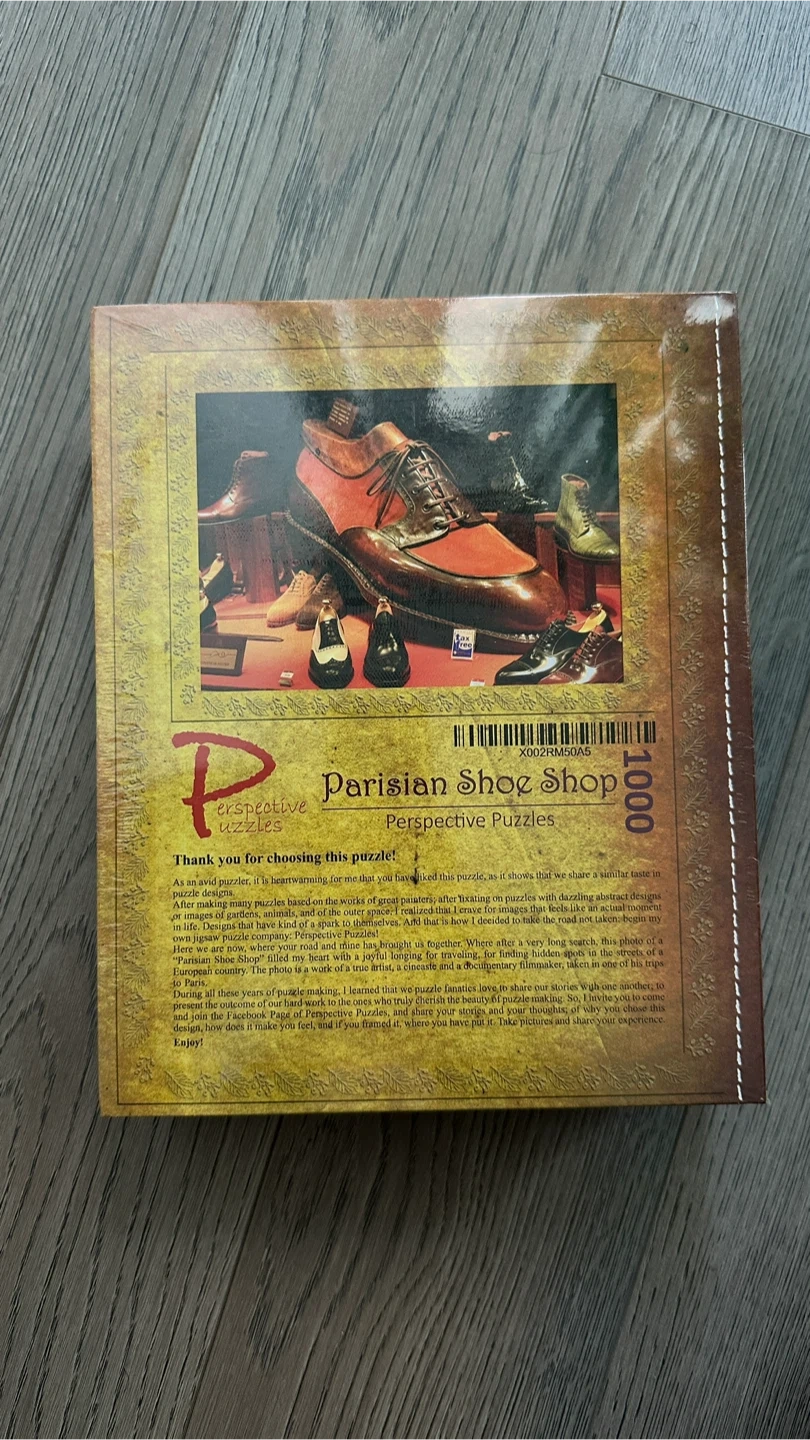 tax
free
X002RM50A5
Perspective
Puzzles
Parisian Shoe Shop
1000
Perspective Puzzles
Thank you for choosing this puzzle!
As an avid puzzler, it is heartwarming for me that you have liked this puzzle, as it shows that we share a similar taste in
puzzle designs.
After making many puzzles based on the works of great painters; after fixating on puzzles with dazzling abstract designs
or images of gardens, animals, and of the outer space, I realized that I crave for images that feels like an actual moment
in life. Designs that have kind of a spark to themselves. And that is how I decided to take the road not taken: begin my
own jigsaw puzzle company: Perspective Puzzles!
Here we are now, where your road and mine has brought us together. Where after a very long search, this photo of a
"Parisian Shoe Shop" filled my heart with a joyful longing for traveling, for finding hidden spots in the streets of a
European country. The photo is a work of a true artist, a cineaste and a documentary filmmaker, taken in one of his trips
to Paris.
During all these years of puzzle making, I learned that we puzzle fanatics love to share our stories with one another; to
present the outcome of our hard work to the ones who truly cherish the beauty of puzzle making. So, I invite you to come
and join the Facebook Page of Perspective Puzzles, and share your stories and your thoughts; of why you chose this
design, how does it make you feel, and if you framed it, where you have put it. Take pictures and share your experience.
Enjoy!